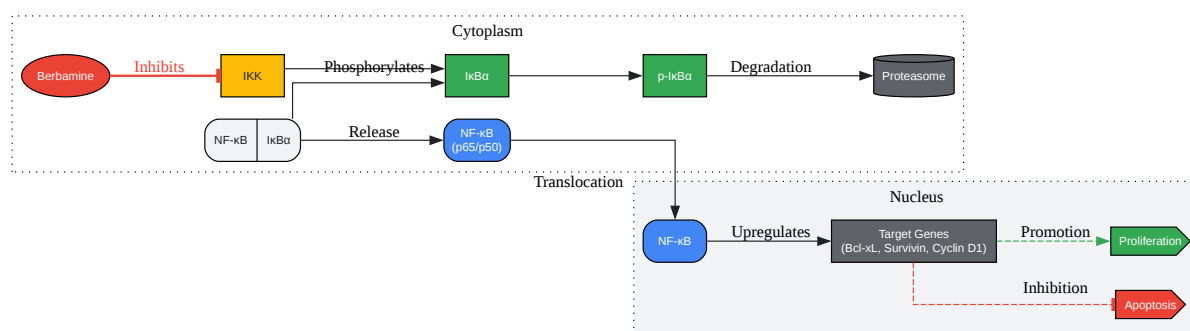 Cytoplasm
Berbamine
Inhibits
IKK
Phosphorylates
IκBα
p-IκBα
Degradation
Proteasome
NF-κB
IκBα
Release
NF-κB
(p65/p50)
Translocation
Nucleus
NF-κB
Upregulates
Target Genes
(Bcl-xL, Survivin, Cyclin D1)
Promotion
Proliferation
Inhibition
Apoptosis